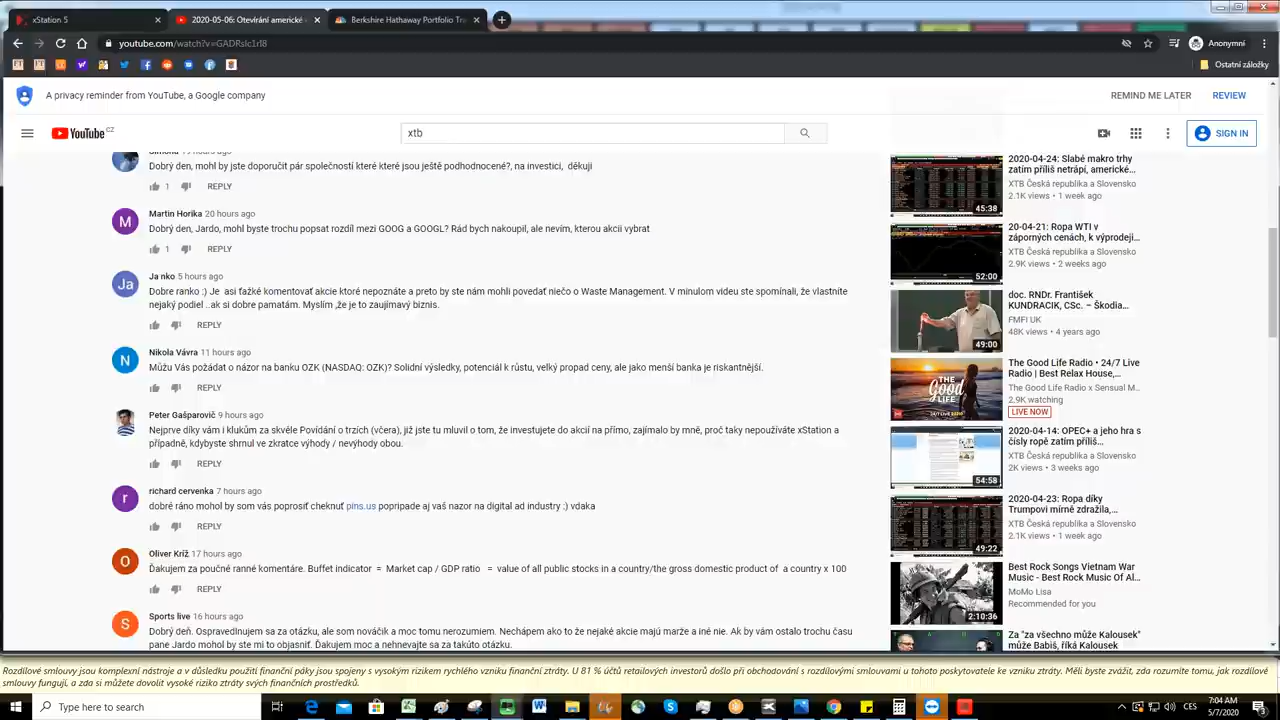 xStation 5
2020-05-06: Otevírání americké
Berkshire Hathaway Portfolio Tra
youtube.com/watch?v=GADRsIc1rI8
Anonymní
Ostatní záložky
A privacy reminder from YouTube, a Google company
REMIND ME LATER
REVIEW
YouTube CZ
xtb
SIGN IN
Dobrý den, mohl by jste doporučit pár společností které které jsou ještě podhodnocené?, na investici, děkuji
1 REPLY
Martin Horika 20 hours ago
Dobrý den, Jardo, mohl byste trochu popsat rozdíl mezi GOOG a GOOGL? Rád bych nakoupil, ale nevím, kterou akcii vybrat
1 REPLY
Ja nko 5 hours ago
Dobre ranko :) Je asi ťažké komentovať akcie ktoré nepoznáte a preto by ste nám mohli povedať niečo o Waste Management. V minulom videu ste spomínali, že vlastníte
nejaký podiel ..ak si dobre pamätám. Myslím ,že je to zaujímavý biznis.
REPLY
Nikola Vávra 11 hours ago
Můžu Vás požádat o názor na banku OZK (NASDAQ: OZK)? Solidní výsledky, potenciál k růstu, velký propad ceny, ale jako menší banka je riskantnější.
REPLY
Peter Gašparovič 9 hours ago
Nejprve díky vám i klukům za skvěle Povídání o trzích (včera), již jste tu mluvil o tom, že investujete do akcií na přímo, zajímalo by mně, proč taky nepoužíváte xStation a
případně, kdybyste shrnul ve zkratce výhody / nevýhody obou.
REPLY
richard cervenka 7 hours ago
dobré ráno mohol by som vás poprosiť cheknuť pins.us popripade aj vaš nazor na digital ad industry :) vdaka
REPLY
Oliver Kríž 17 hours ago
Ďakujem za poučné ranné komentáre. Buffet indicator = Market cap / GDP ratio = value of all public stocks in a country/the gross domestic product of a country x 100
REPLY
Sports live 16 hours ago
Dobrý deň. Ospravedlnujem sa za otázku, ale som nováčik a moc tomu nerozumiem. Nechápem ako to že nejaké akcie majú marže a iné nie. Ak by vám ostalo trochu času
pane Jardo mohol by ste mi to objasniť. Ďakujem moc a nehnevajte sa za takúto otázku.
45:38
2020-04-24: Slabé makro trhy
zatím příliš netrápí, americké...
XTB Česká republika a Slovensko
2.1K views • 1 week ago
52:00
20-04-21: Ropa WTI v
záporných cenách, k výprodeji...
XTB Česká republika a Slovensko
2.9K views • 2 weeks ago
49:00
doc. RNDr. František
KUNDRACIK, CSc. – Škodia...
FMFI UK
48K views • 4 years ago
The Good LIFE
The Good Life Radio • 24/7 Live
Radio | Best Relax House,...
The Good Life Radio x Sensual M...
2.9K watching
LIVE NOW
54:58
2020-04-14: OPEC+ a jeho hra s
čísly ropě zatím příliš...
XTB Česká republika a Slovensko
2K views • 3 weeks ago
49:22
2020-04-23: Ropa díky
Trumpovi mírně zdražila,...
XTB Česká republika a Slovensko
2.1K views • 1 week ago
2:10:36
Best Rock Songs Vietnam War
Music - Best Rock Music Of Al...
MoMo Lisa
Recommended for you
Za "za všechno může Kalousek"
může Babiš, říká Kalousek
Rozdílové smlouvy jsou komplexní nástroje a v důsledku použití finanční páky jsou spojeny s vysokým rizikem rychlého vzniku finanční ztráty. U 81 % účtů retailových investorů došlo při obchodování s rozdílovými smlouvami u tohoto poskytovatele ke vzniku ztráty. Měli byste zvážit, zda rozumíte tomu, jak rozdílové
smlouvy fungují, a zda si můžete dovolit vysoké riziko ztráty svých finančních prostředků.
Type here to search
CES
7:04 AM
5/7/2020